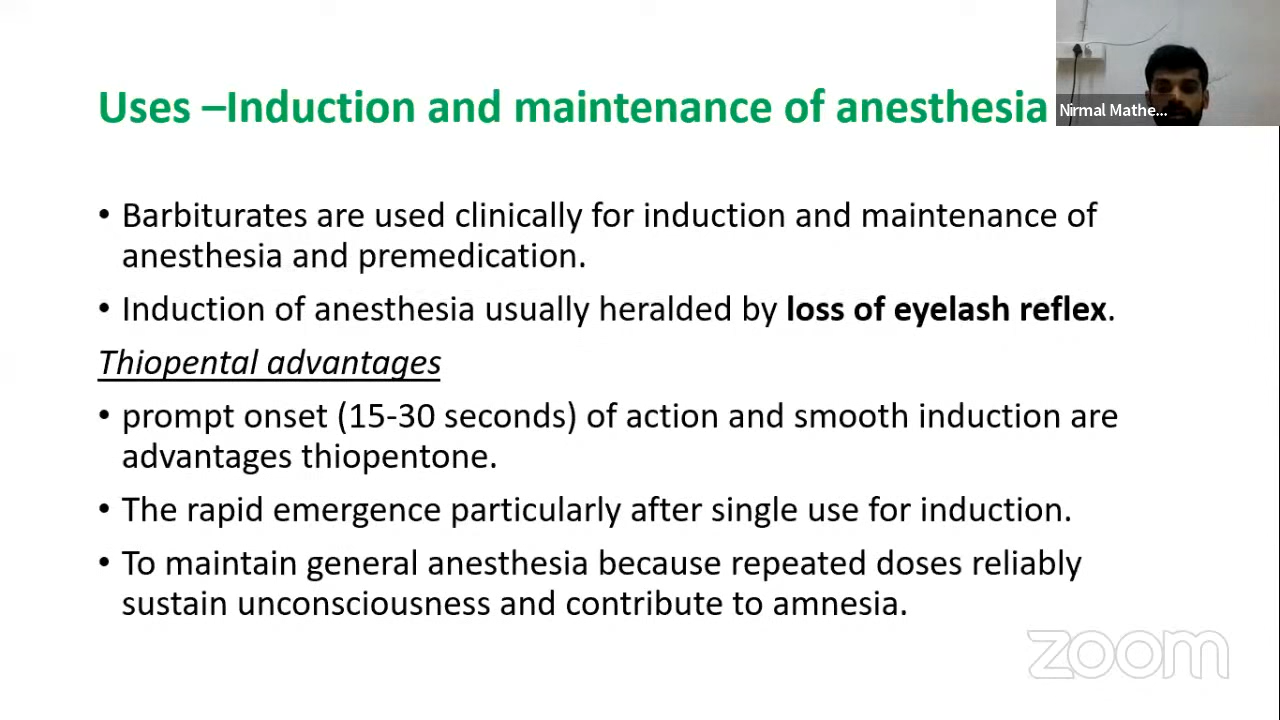 Uses –Induction and maintenance of anesthesia
Nirmal Mathe...
• Barbiturates are used clinically for induction and maintenance of
anesthesia and premedication.
• Induction of anesthesia usually heralded by loss of eyelash reflex.
Thiopental advantages
• prompt onset (15-30 seconds) of action and smooth induction are
advantages thiopentone.
• The rapid emergence particularly after single use for induction.
• To maintain general anesthesia because repeated doses reliably
sustain unconsciousness and contribute to amnesia.
zoom